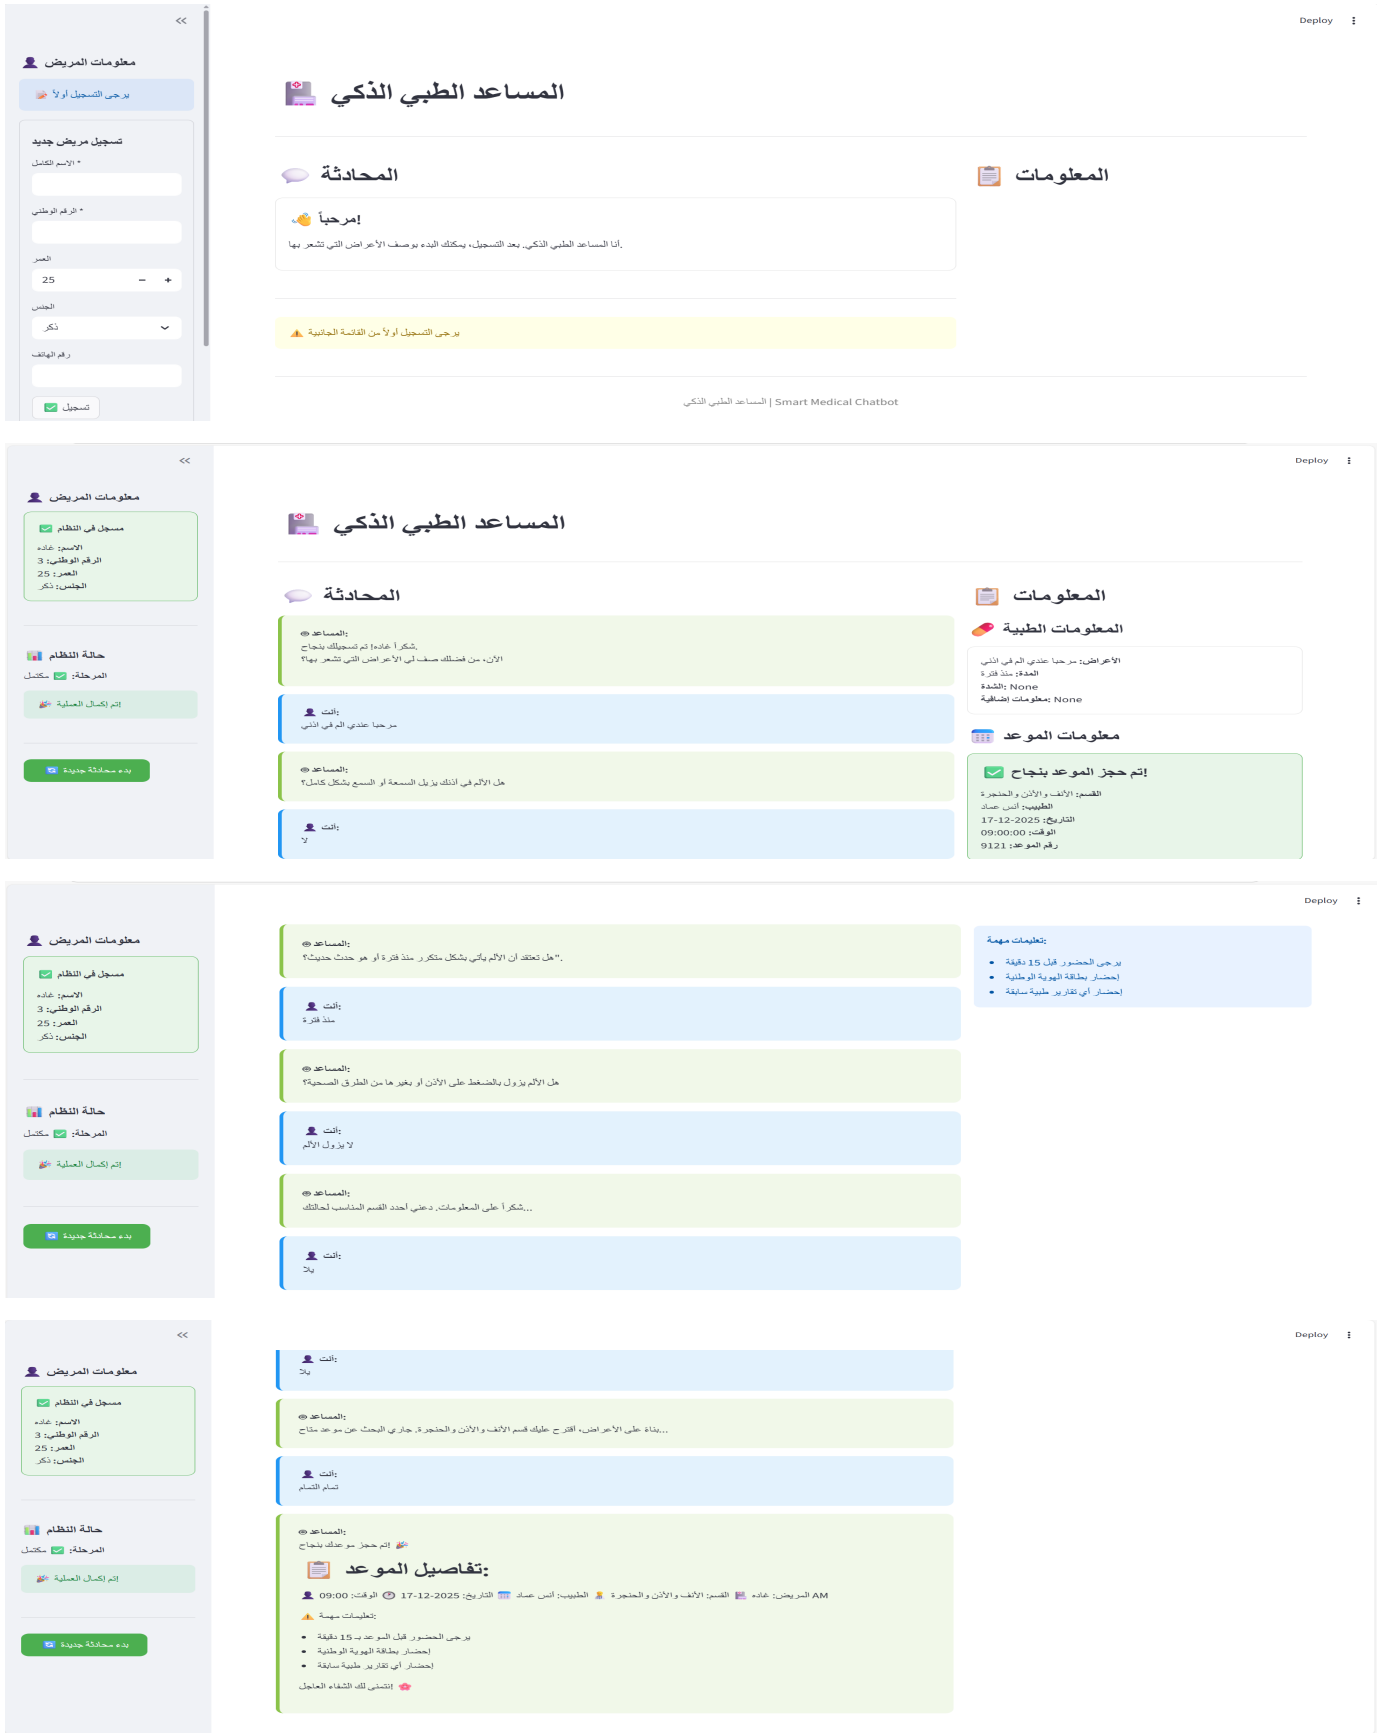 Deploy
معلومات المريض
يرجى التسجيل أولاً
تسجيل مريض جديد
الاسم الكامل *
الرقم الوطني *
العمر
25
الجنس
ذكر
رقم الهاتف
تسجيل
المساعد الطبي الذكي
المحادثة
مرحباً!
أنا المساعد الطبي الذكي. بعد التسجيل، يمكنك البدء بوصف الأعراض التي تشعر بها.
يرجى التسجيل أولاً من القائمة الجانبية
المعلومات
المساعد الطبي الذكي | Smart Medical Chatbot
Deploy
معلومات المريض
مسجل في النظام
الاسم: غاده
الرقم الوطني: 3
العمر: 25
الجنس: ذكر
حالة النظام
المرحلة: مكتمل
تم إكمال العملية!
بدء محادثة جديدة
المساعد الطبي الذكي
المحادثة
المساعد:
شكراً غاده! تم تسجيلك بنجاح.
الآن، من فضلك صف لي الأعراض التي تشعر بها؟
أنت:
مرحبا عندي الم في اذني
المساعد:
هل الألم في أذنك يزيل السمعة أو السمع بشكل كامل؟
أنت:
لا
المعلومات
المعلومات الطبية
الأعراض: مرحبا عندي الم في اذني
المدة: منذ فترة
الشدة: None
معلومات إضافية: None
معلومات الموعد
تم حجز الموعد بنجاح!
القسم: الأنف والأذن والحنجرة
الطبيب: أنس عماد
التاريخ: 2025-12-17
الوقت: 09:00:00
رقم الموعد: 9121
Deploy
معلومات المريض
مسجل في النظام
الاسم: غاده
الرقم الوطني: 3
العمر: 25
الجنس: ذكر
حالة النظام
المرحلة: مكتمل
تم إكمال العملية!
بدء محادثة جديدة
المساعد:
"هل تعتقد أن الألم يأتي بشكل متكرر منذ فترة أو هو حدث حديث؟.
أنت:
منذ فترة
المساعد:
هل الألم يزول بالضغط على الأذن أو بغيرها من الطرق الصحية؟
أنت:
لا يزول الألم
المساعد:
شكراً على المعلومات. دعني أحدد القسم المناسب لحالتك...
أنت:
يلا
تعليمات مهمة:
يرجى الحضور قبل 15 دقيقة
إحضار بطاقة الهوية الوطنية
إحضار أي تقارير طبية سابقة
Deploy
معلومات المريض
مسجل في النظام
الاسم: غاده
الرقم الوطني: 3
العمر: 25
الجنس: ذكر
حالة النظام
المرحلة: مكتمل
تم إكمال العملية!
بدء محادثة جديدة
أنت:
يلا
المساعد:
بناة على الأعراض، أقترح عليك قسم الأنف والأذن والحنجرة. جاري البحث عن موعد متاح...
أنت:
تمام التمام
المساعد:
تم حجز موعدك بنجاح!
تفاصيل الموعد:
المريض: غاده القسم: الأنف والأذن والحنجرة الطبيب: أنس عماد التاريخ: 2025-12-17 الوقت: 09:00 AM
تعليمات مهمة:
يرجى الحضور قبل الموعد بـ 15 دقيقة
إحضار بطاقة الهوية الوطنية
إحضار أي تقارير طبية سابقة
نتمنى لك الشفاء العاجل!